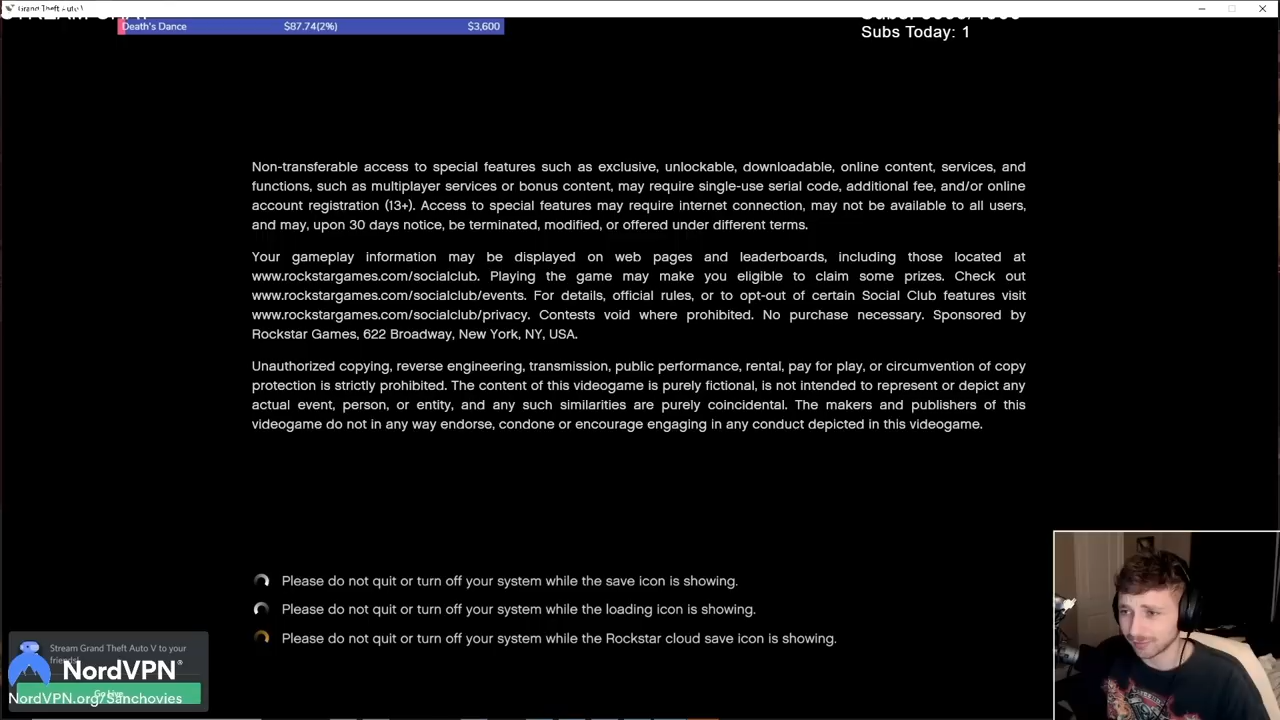 Grand Theft Auto V
Death's Dance $87.74(2%) $3,600
Subs Today: 1
Non-transferable access to special features such as exclusive, unlockable, downloadable, online content, services, and
functions, such as multiplayer services or bonus content, may require single-use serial code, additional fee, and/or online
account registration (13+). Access to special features may require internet connection, may not be available to all users,
and may, upon 30 days notice, be terminated, modified, or offered under different terms.
Your gameplay information may be displayed on web pages and leaderboards, including those located at
www.rockstargames.com/socialclub. Playing the game may make you eligible to claim some prizes. Check out
www.rockstargames.com/socialclub/events. For details, official rules, or to opt-out of certain Social Club features visit
www.rockstargames.com/socialclub/privacy. Contests void where prohibited. No purchase necessary. Sponsored by
Rockstar Games, 622 Broadway, New York, NY, USA.
Unauthorized copying, reverse engineering, transmission, public performance, rental, pay for play, or circumvention of copy
protection is strictly prohibited. The content of this videogame is purely fictional, is not intended to represent or depict any
actual event, person, or entity, and any such similarities are purely coincidental. The makers and publishers of this
videogame do not in any way endorse, condone or encourage engaging in any conduct depicted in this videogame.
Please do not quit or turn off your system while the save icon is showing.
Please do not quit or turn off your system while the loading icon is showing.
Please do not quit or turn off your system while the Rockstar cloud save icon is showing.
Stream Grand Theft Auto V to your
friends!
NordVPN®
Go Live
NordVPN.org/Sanchovies